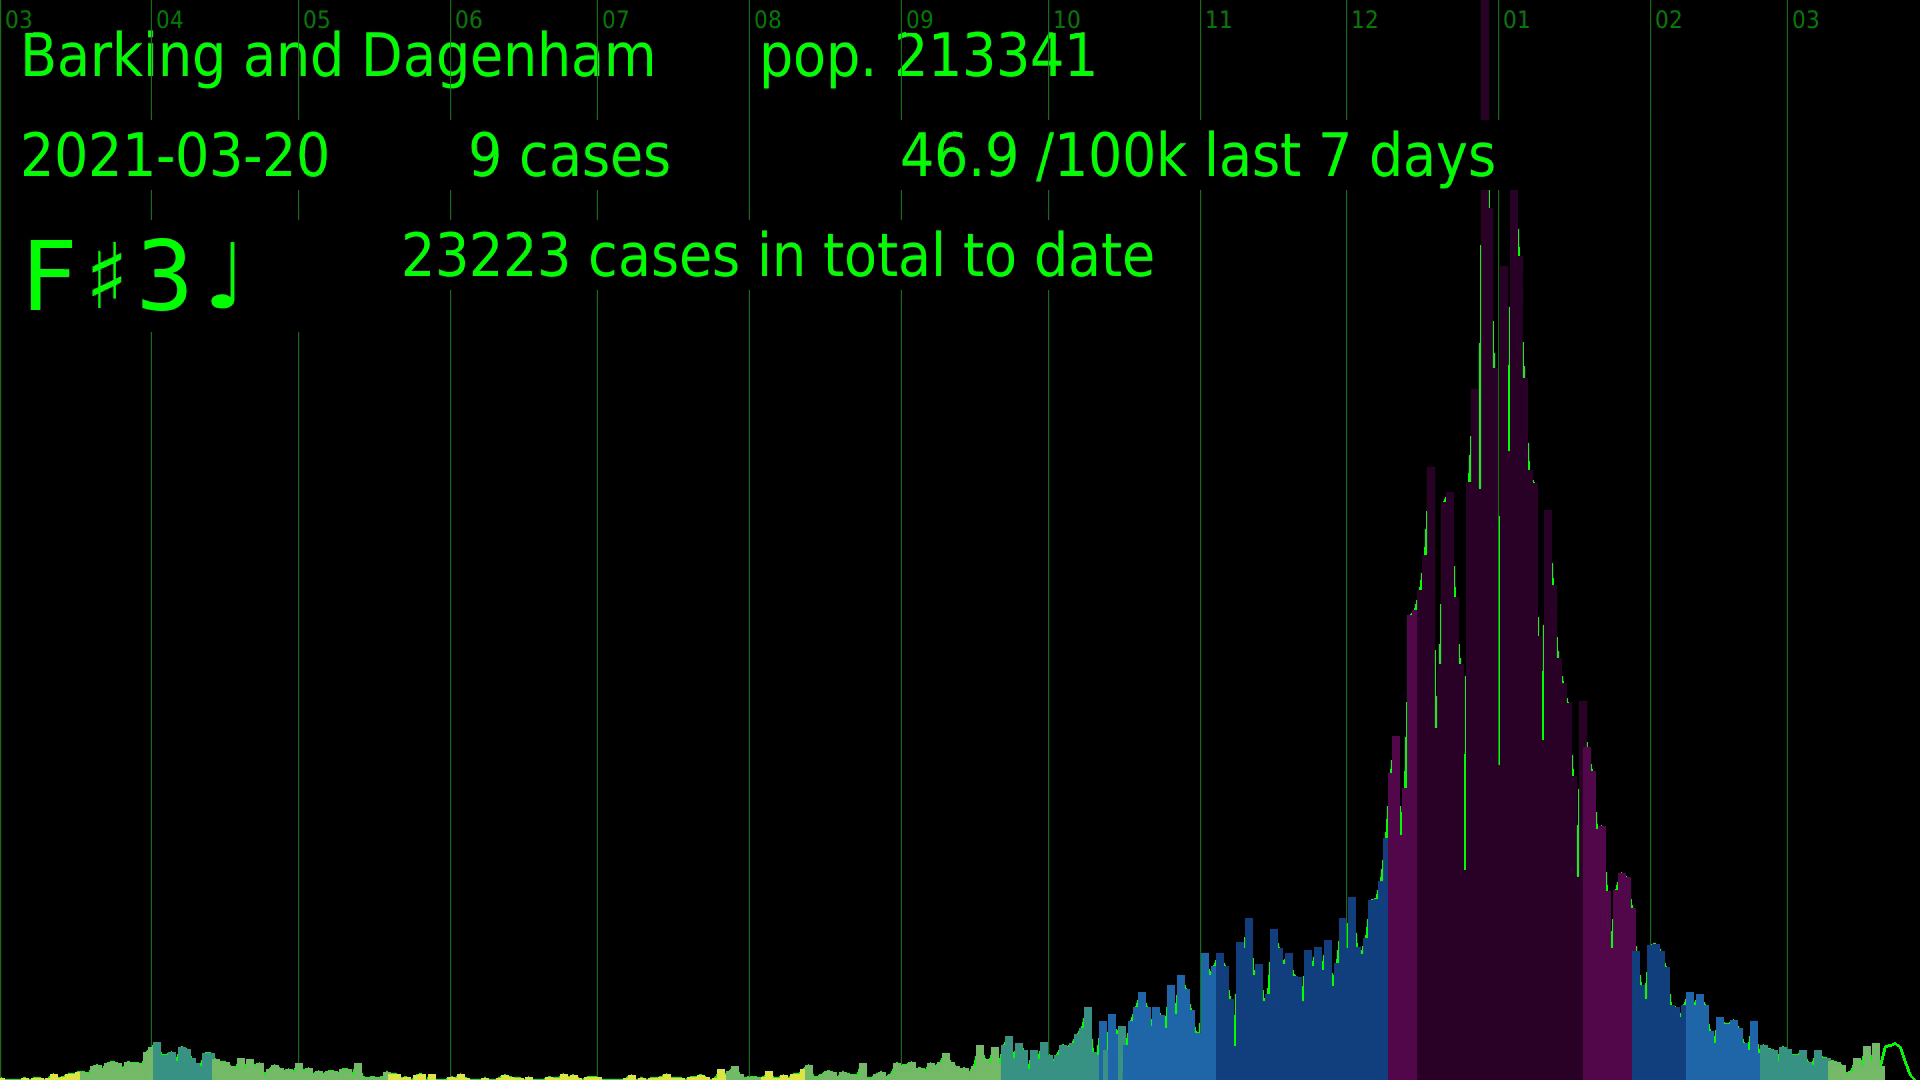 03 04 05 06 07 08 09 10 11 12 01 02 03
Barking and Dagenham pop. 213341
2021-03-20 9 cases 46.9 /100k last 7 days
F♯3♩ 23223 cases in total to date